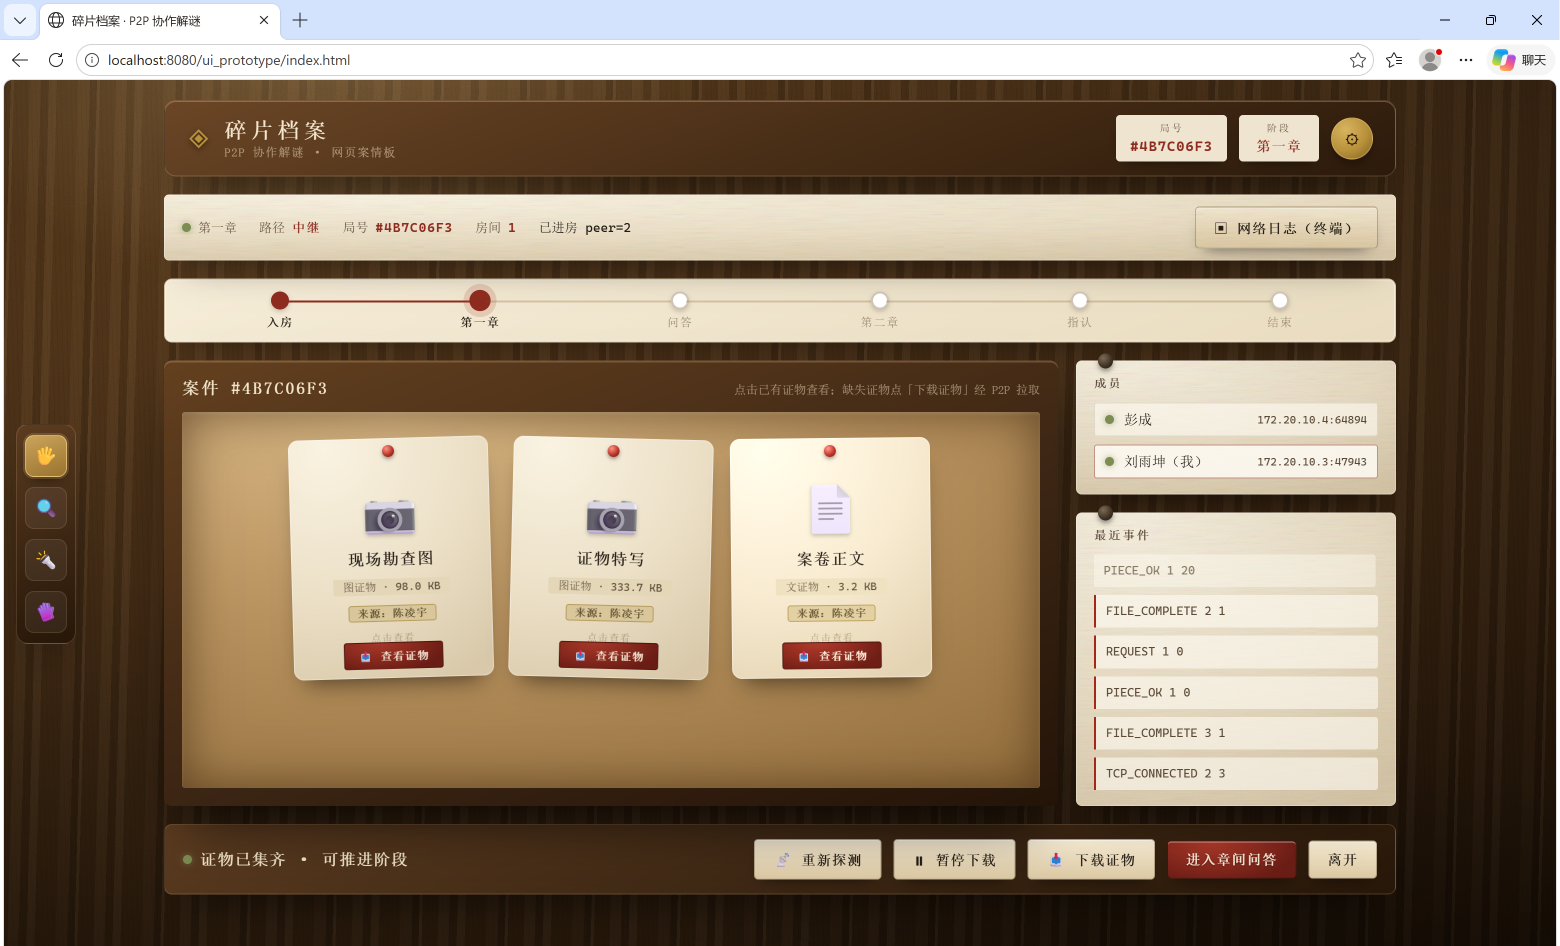 碎片档案 · P2P 协作解谜
localhost:8080/ui_prototype/index.html
聊天
碎片档案
P2P 协作解谜 • 网页案情板
局号
#4B7C06F3
阶段
第一章
第一章 路径 中继 局号 #4B7C06F3 房间 1 已进房 peer=2
网络日志（终端）
入房
第一章
问答
第二章
指认
结束
案件 #4B7C06F3
点击已有证物查看；缺失证物点「下载证物」经 P2P 拉取
现场勘查图
图证物 · 98.0 KB
来源：陈凌宇
点击查看
查看证物
证物特写
图证物 · 333.7 KB
来源：陈凌宇
点击查看
查看证物
案卷正文
文证物 · 3.2 KB
来源：陈凌宇
点击查看
查看证物
成员
彭成 172.20.10.4:64894
刘雨坤（我） 172.20.10.3:47943
最近事件
PIECE_OK 1 20
FILE_COMPLETE 2 1
REQUEST 1 0
PIECE_OK 1 0
FILE_COMPLETE 3 1
TCP_CONNECTED 2 3
证物已集齐 • 可推进阶段
重新探测
暂停下载
下载证物
进入章间问答
离开